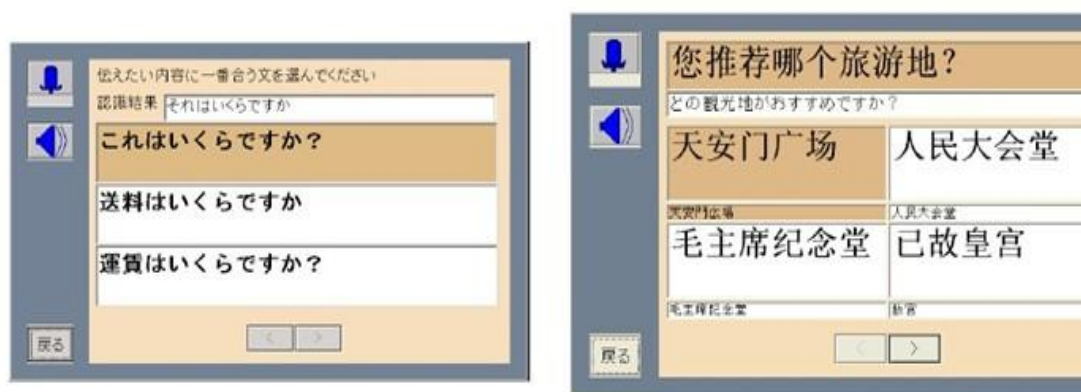 伝えたい内容に一番合う文を選んでください
認識結果 それはいくらですか
これはいくらですか？
送料はいくらですか
運賃はいくらですか？
< >
戻る
您推荐哪个旅游地？
どの観光地がおすすめですか？
天安门广场 人民大会堂
天安門広場 人民大会堂
毛主席纪念堂 已故皇宫
毛主席記念堂 故宮
< >
戻る